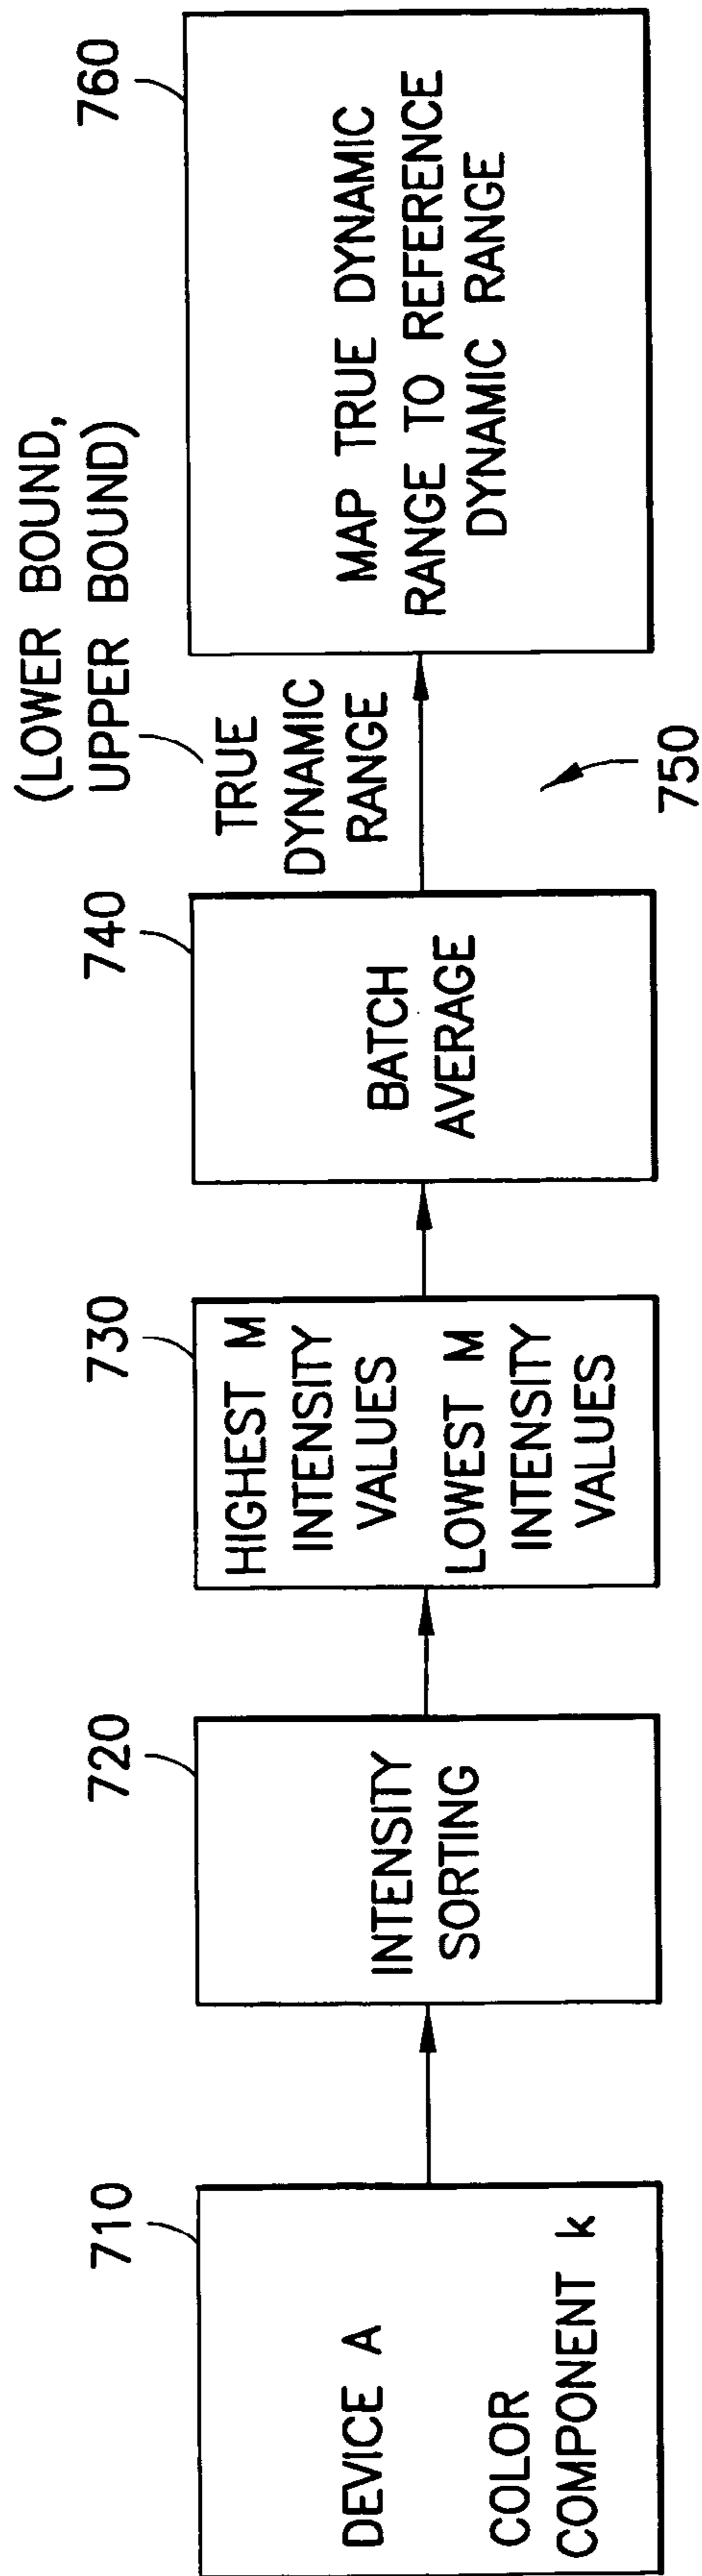 710
DEVICE A
COLOR
COMPONENT k
720
INTENSITY
SORTING
730
HIGHEST M
INTENSITY
VALUES
LOWEST M
INTENSITY
VALUES
740
BATCH
AVERAGE
(LOWER BOUND,
UPPER BOUND)
TRUE
DYNAMIC
RANGE
750
760
MAP TRUE DYNAMIC
RANGE TO REFERENCE
DYNAMIC RANGE